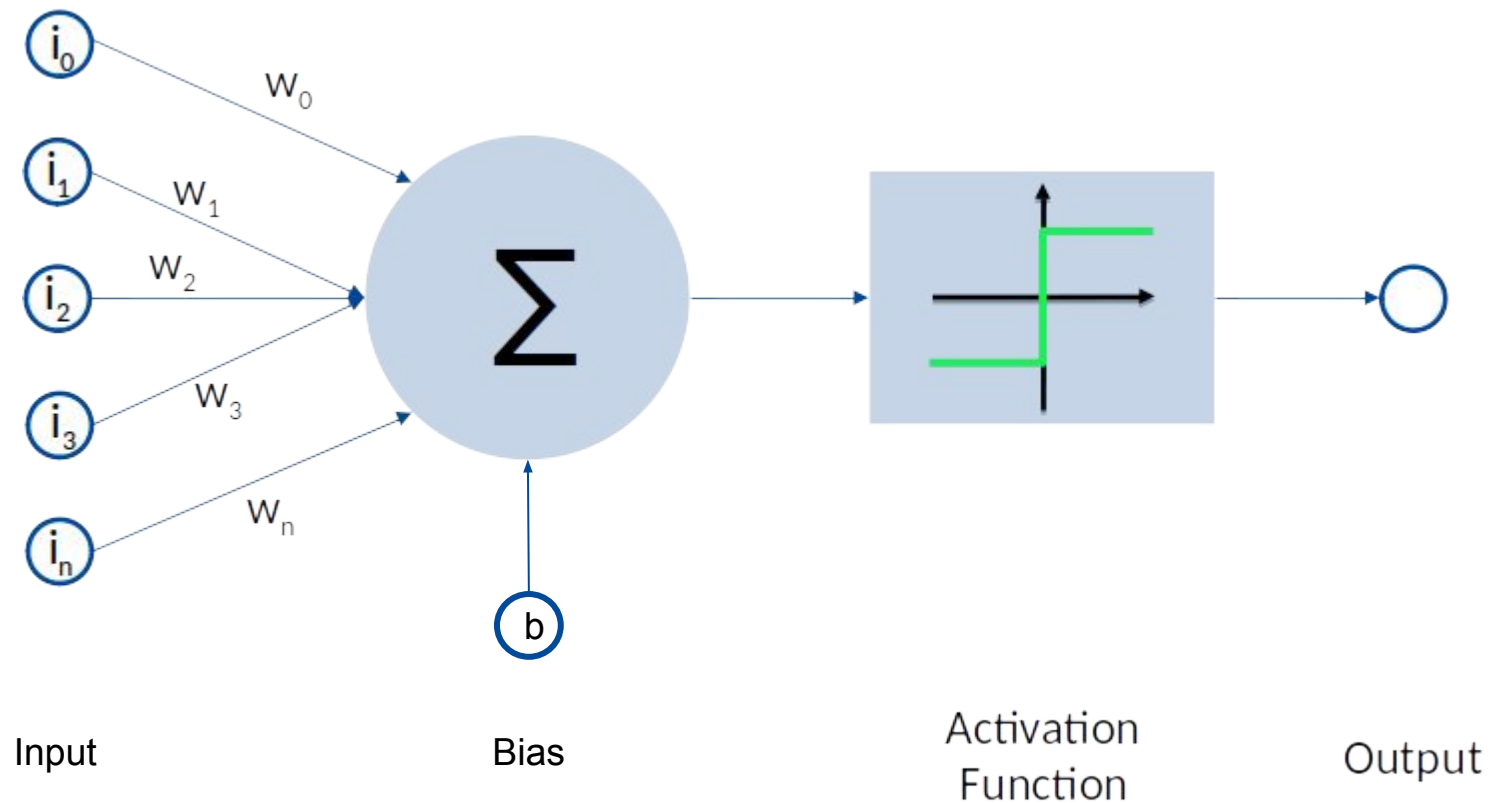 i₀
W₀
i₁
W₁
i₂
W₂
i₃
W₃
iₙ
Wₙ
Σ
b
Input
Bias
Activation
Function
Output